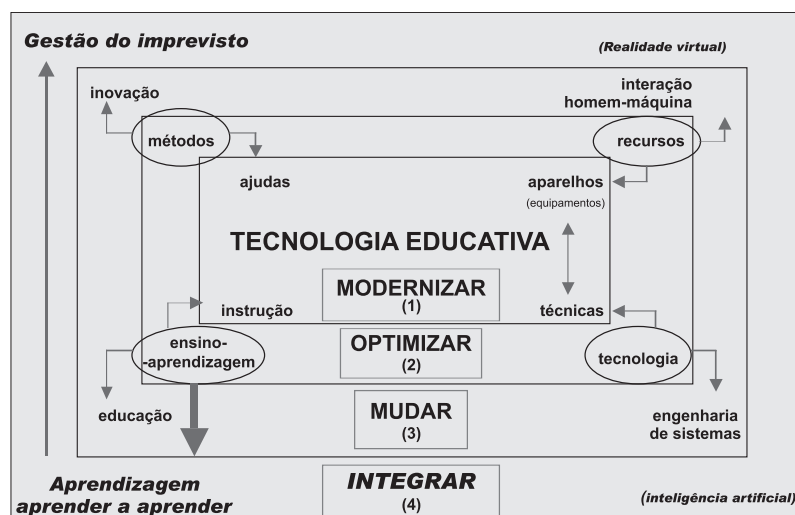 Gestão do imprevisto
(Realidade virtual)
inovação
interação
homem-máquina
métodos
recursos
ajudas
aparelhos
(equipamentos)
TECNOLOGIA EDUCATIVA
MODERNIZAR
(1)
instrução
técnicas
ensino-
-aprendizagem
OPTIMIZAR
(2)
tecnologia
educação
MUDAR
(3)
engenharia
de sistemas
Aprendizagem
aprender a aprender
INTEGRAR
(4)
(inteligência artificial)